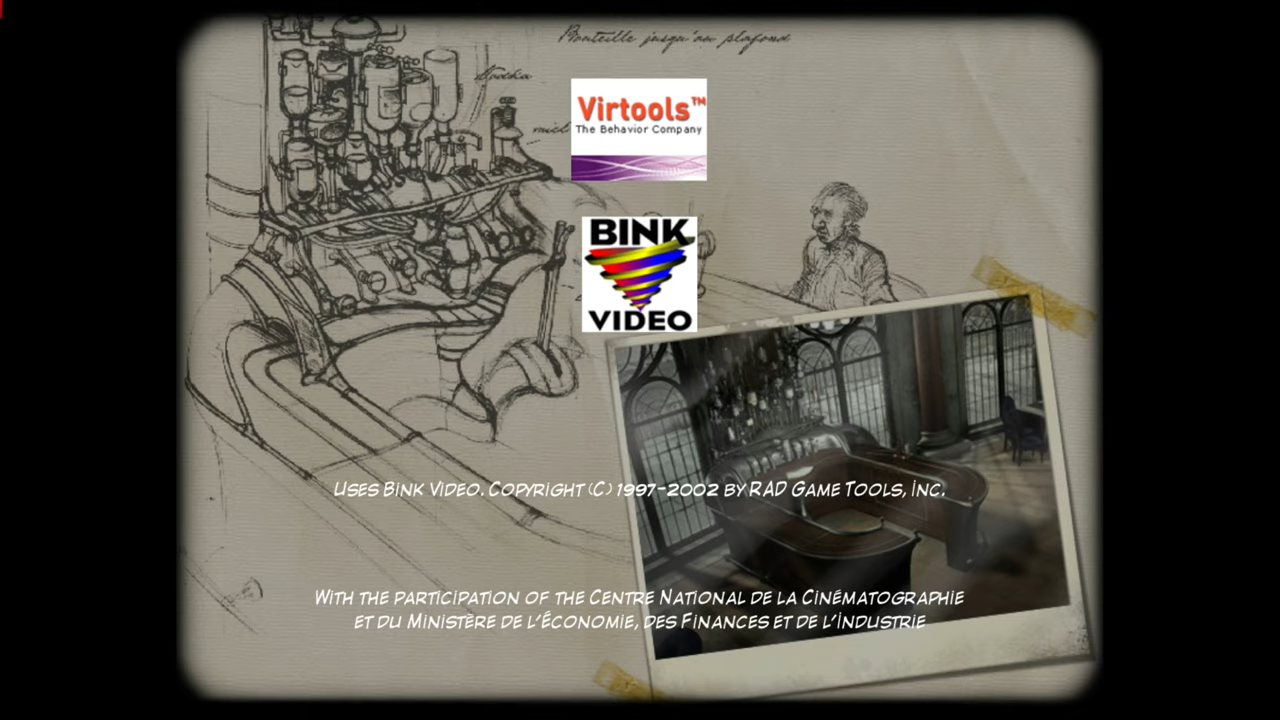 Bouteille jusqu'au plafond
Vodka
miel
Virtools™
The Behavior Company
BINK
VIDEO
Uses Bink Video. Copyright (C) 1997-2002 by RAD Game Tools, Inc.
With the participation of the Centre National de la Cinématographie
et du Ministère de l'Économie, des Finances et de l'Industrie